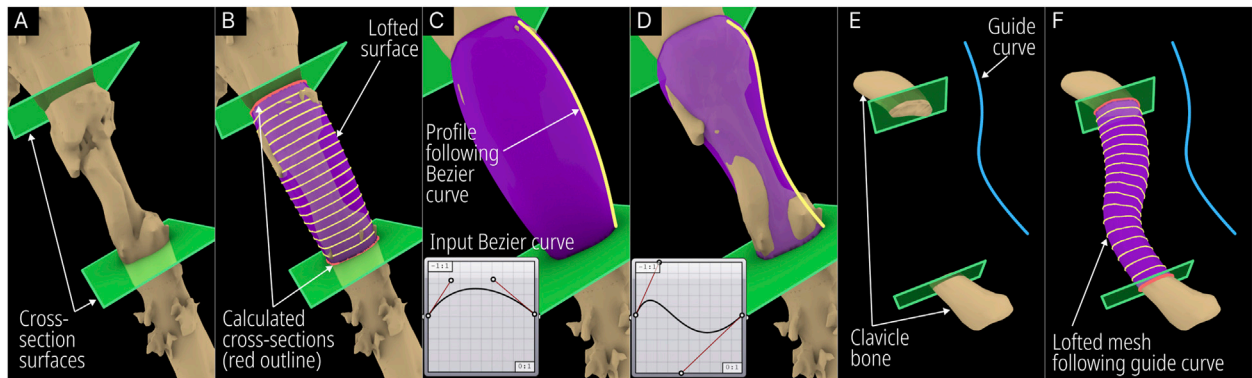 A
Cross-
section
surfaces
B
Lofted
surface
Calculated
cross-sections
(red outline)
C
Profile
following
Bezier
curve
Input Bezier curve
-1:1
0:1
D
-1:1
0:1
E
Guide
curve
Clavicle
bone
F
Lofted mesh
following guide curve